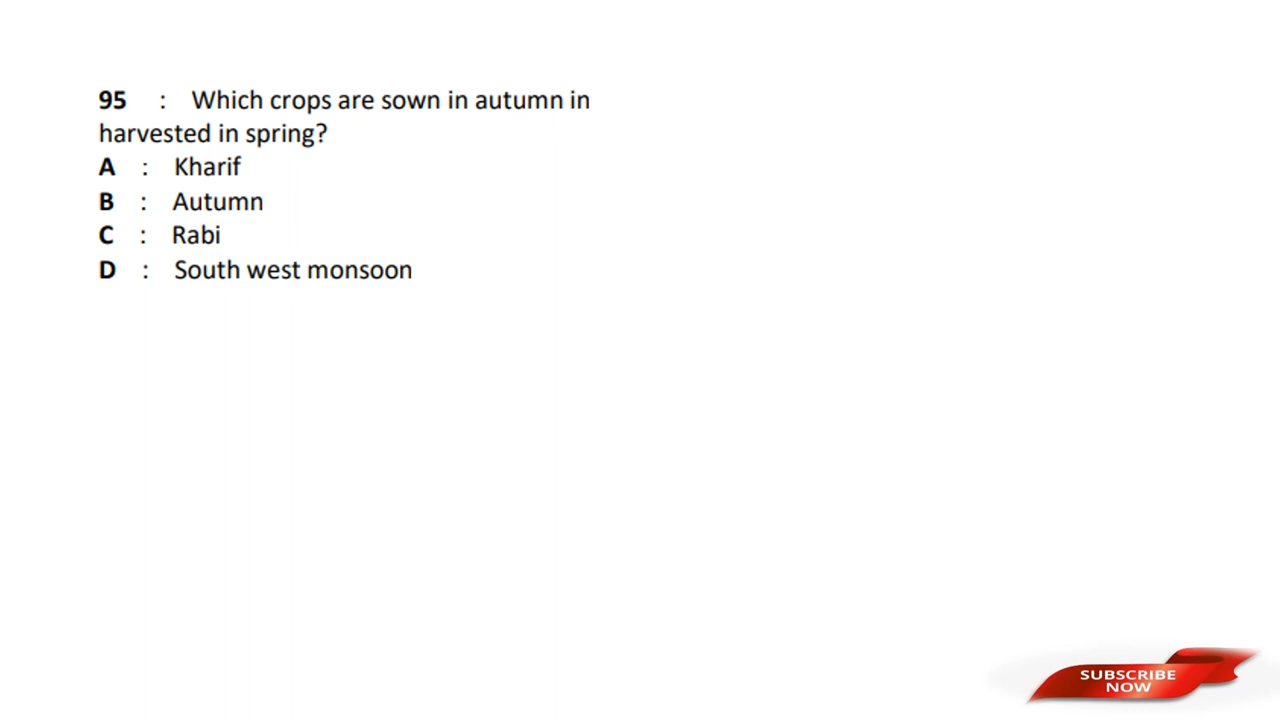 95 : Which crops are sown in autumn in
harvested in spring?
A : Kharif
B : Autumn
C : Rabi
D : South west monsoon
SUBSCRIBE
NOW